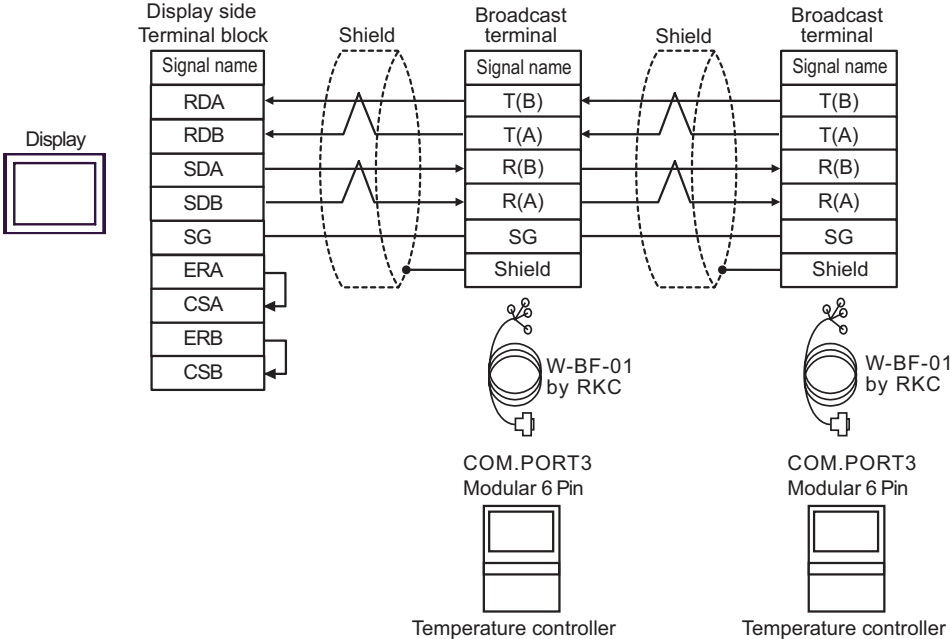 Display side
Terminal block
Shield
Broadcast
terminal
Shield
Broadcast
terminal
Signal name
Signal name
Signal name
RDA
T(B)
T(B)
RDB
T(A)
T(A)
Display
SDA
R(B)
R(B)
SDB
R(A)
R(A)
SG
SG
SG
ERA
Shield
Shield
CSA
ERB
CSB
W-BF-01
by RKC
W-BF-01
by RKC
COM.PORT3
Modular 6 Pin
COM.PORT3
Modular 6 Pin
Temperature controller
Temperature controller